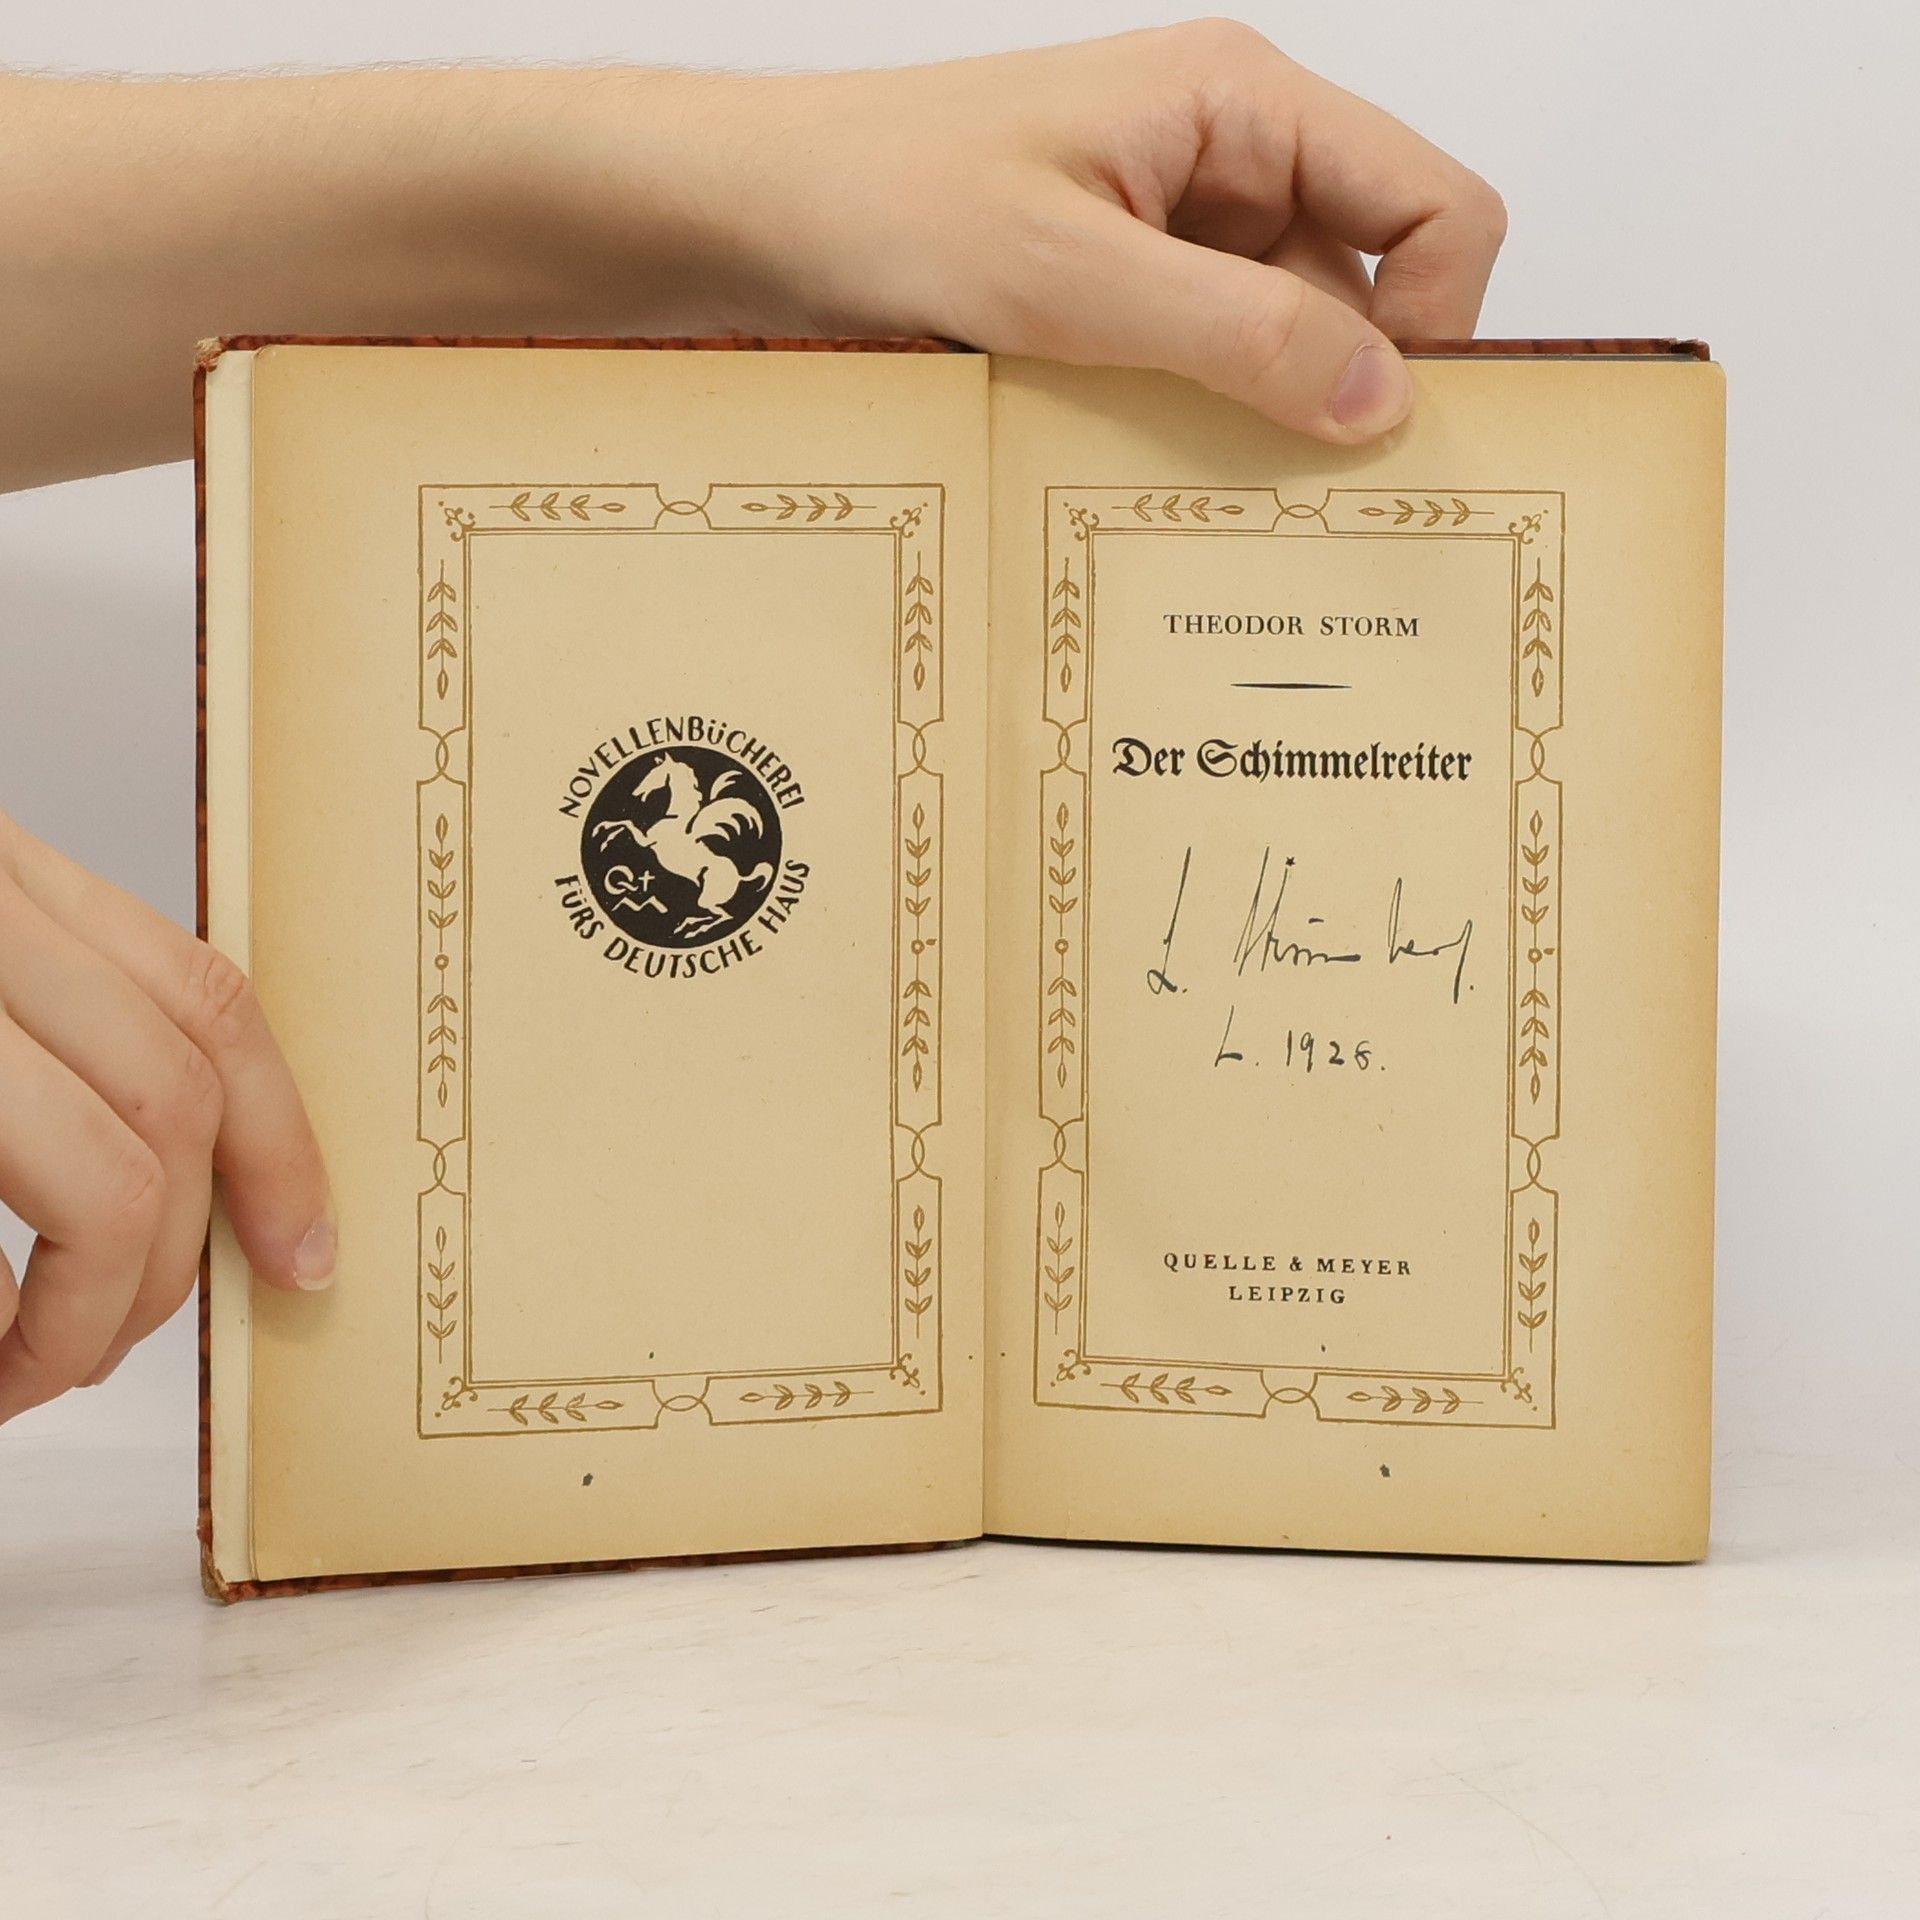 NOVELLENBÜCHEREI
FÜRS DEUTSCHE HAUS
Q+
M
THEODOR STORM
Der Schimmelreiter
L.
L. 1928.
QUELLE & MEYER
LEIPZIG